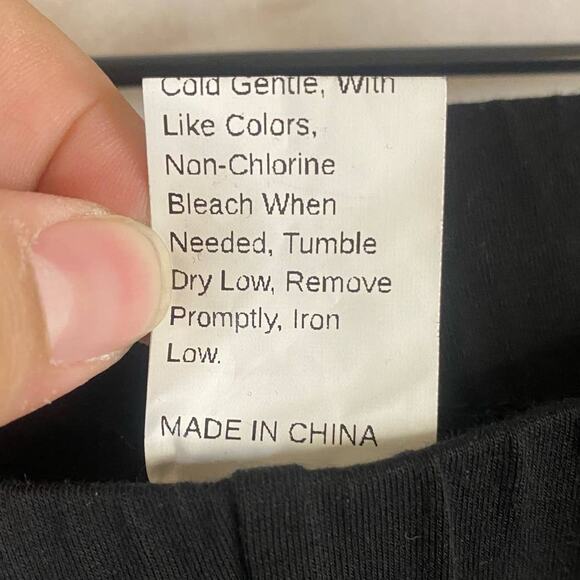 Cold Gentle, With
Like Colors,
Non-Chlorine
Bleach When
Needed, Tumble
Dry Low, Remove
Promptly, Iron
Low.
MADE IN CHINA